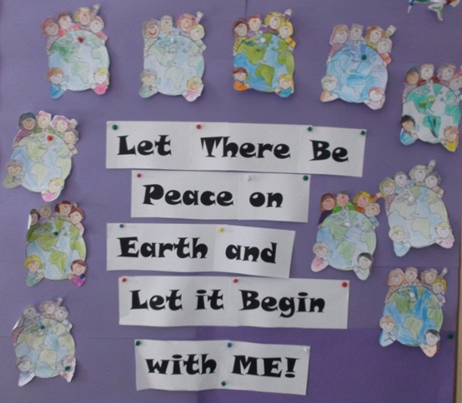 Let There Be
Peace on
Earth and
Let it Begin
with ME!